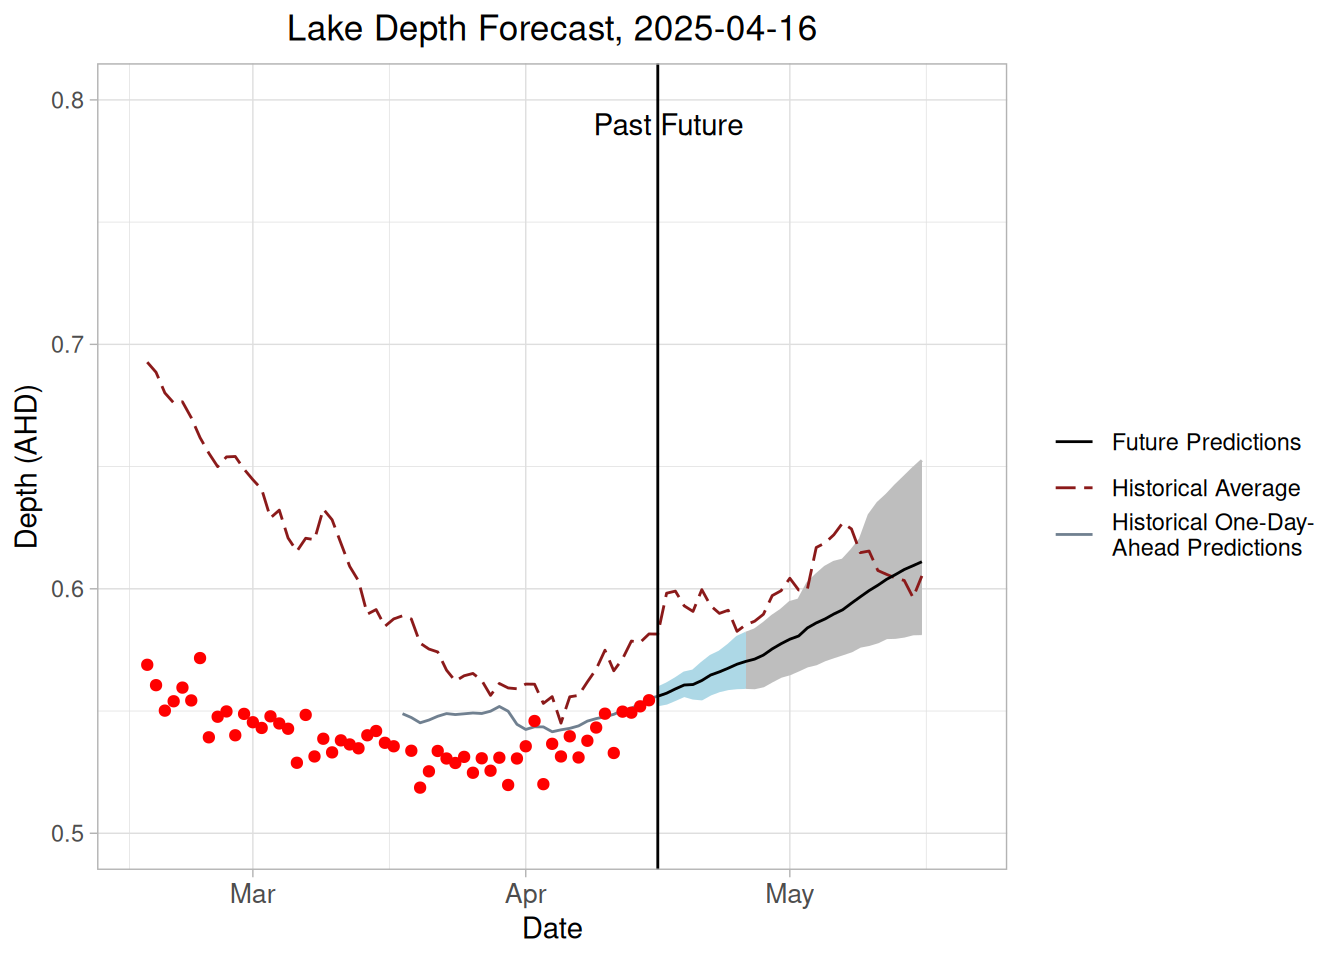 Lake Depth Forecast, 2025-04-16
0.8
Past Future
0.7
Depth (AHD)
Future Predictions
Historical Average
Historical One-Day-
Ahead Predictions
0.6
0.5
Mar
Apr
May
Date